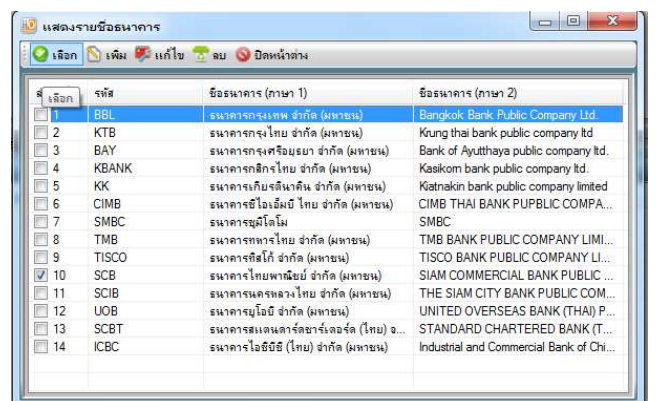 แสดงรายชื่อธนาคาร
เลือก เพิ่ม แก้ไข ลบ ปิดหน้าต่าง
เลือก รหัส ชื่อธนาคาร (ภาษา 1) ชื่อธนาคาร (ภาษา 2)
1 BBL ธนาคารกรุงเทพ จำกัด (มหาชน) Bangkok Bank Public Company Ltd.
2 KTB ธนาคารกรุงไทย จำกัด (มหาชน) Krung thai bank public company ltd
3 BAY ธนาคารกรุงศรีอยุธยา จำกัด (มหาชน) Bank of Ayutthaya public company ltd.
4 KBANK ธนาคารกสิกรไทย จำกัด (มหาชน) Kasikorn bank public company ltd.
5 KK ธนาคารเกียรตินาคิน จำกัด (มหาชน) Kiatnakin bank public company limited
6 CIMB ธนาคารซีไอเอ็มบี ไทย จำกัด (มหาชน) CIMB THAI BANK PUPBLIC COMPA...
7 SMBC ธนาคารซูมิโตโม SMBC
8 TMB ธนาคารทหารไทย จำกัด (มหาชน) TMB BANK PUBLIC COMPANY LIMI...
9 TISCO ธนาคารทิสโก้ จำกัด (มหาชน) TISCO BANK PUBLIC COMPANY LI...
10 SCB ธนาคารไทยพาณิชย์ จำกัด (มหาชน) SIAM COMMERCIAL BANK PUBLIC ...
11 SCIB ธนาคารนครหลวงไทย จำกัด (มหาชน) THE SIAM CITY BANK PUBLIC COM...
12 UOB ธนาคารยูโอบี จำกัด (มหาชน) UNITED OVERSEAS BANK (THAI) P...
13 SCBT ธนาคารสแตนดาร์ดชาร์เตอร์ด (ไทย) จ... STANDARD CHARTERED BANK (T...
14 ICBC ธนาคารไอซีบีซี (ไทย) จำกัด (มหาชน) Industrial and Commercial Bank of Chi...